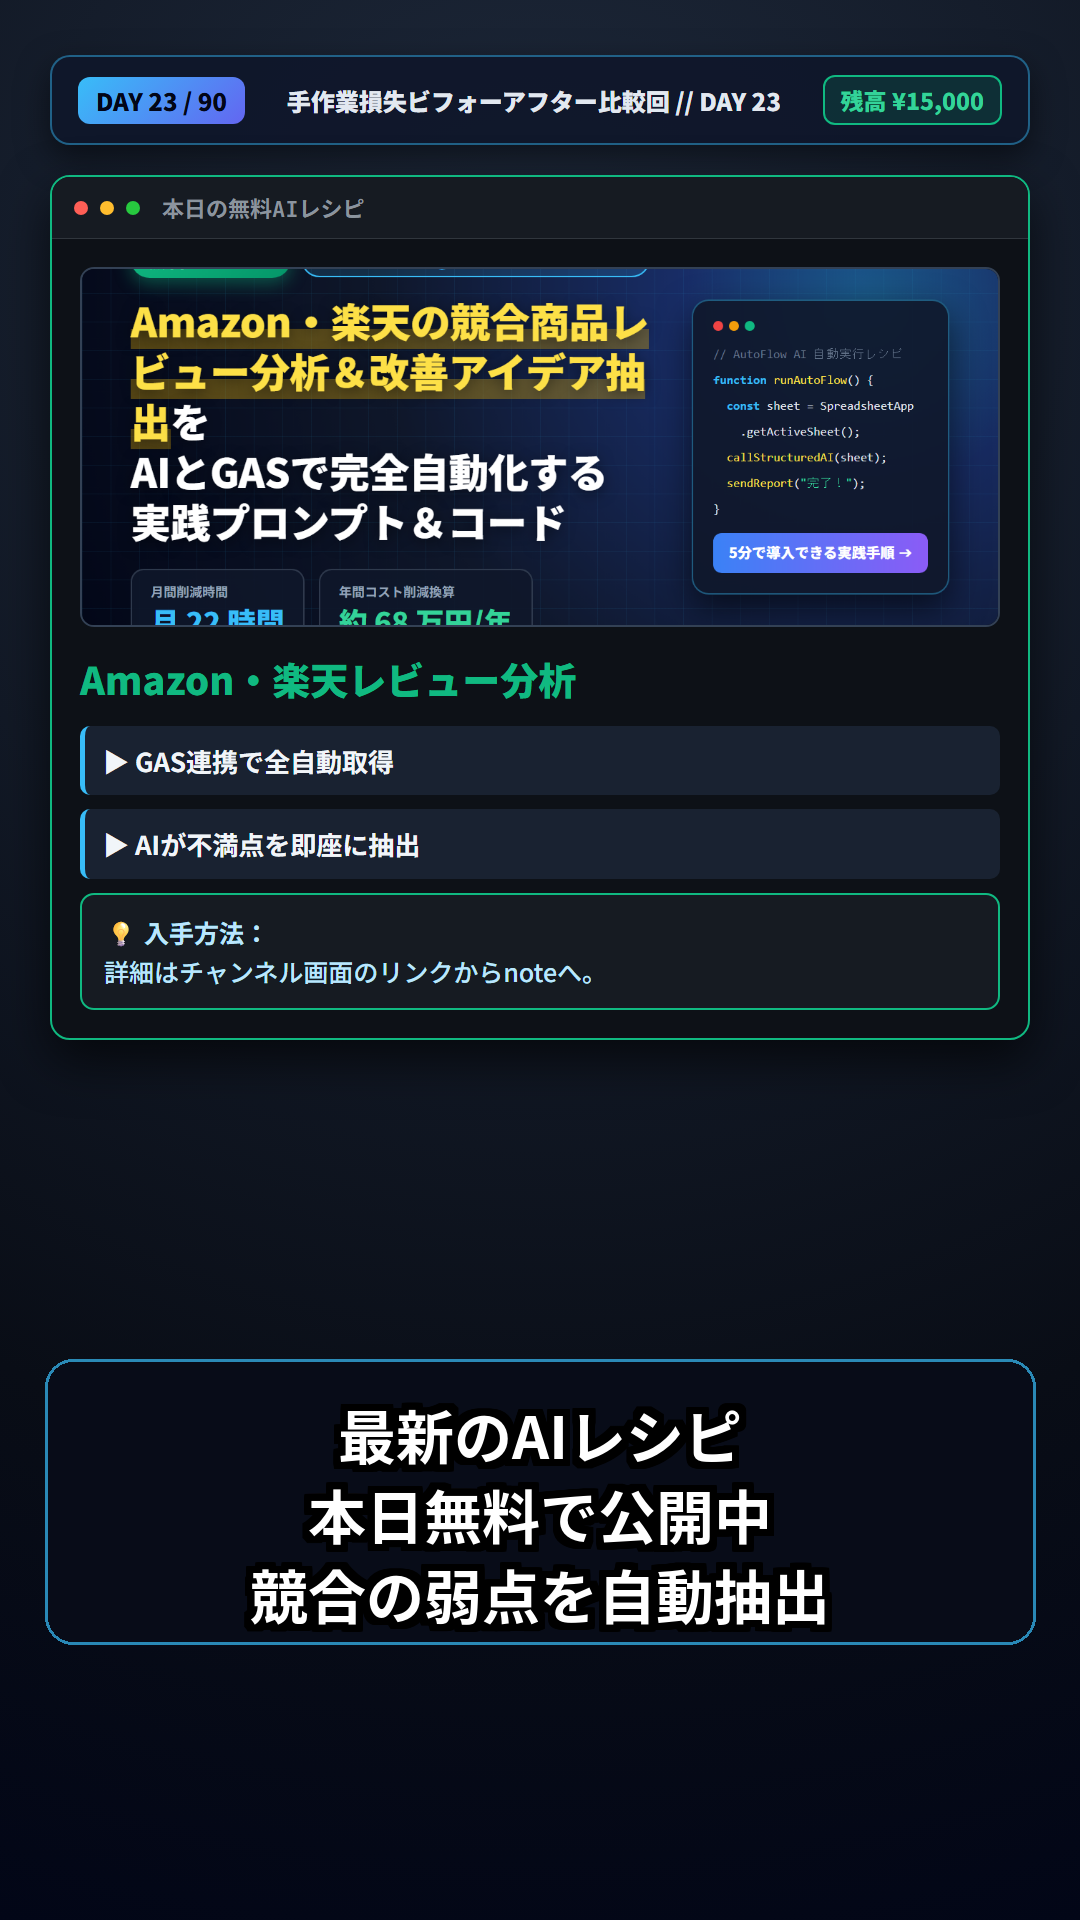 DAY 23 / 90
手作業損失ビフォーアフター比較回 // DAY 23
残高 ¥15,000
本日の無料AIレシピ
Amazon・楽天の競合商品レ
ビュー分析＆改善アイデア抽
出を
AIとGASで完全自動化する
実践プロンプト＆コード
月間削減時間
月 22 時間
年間コスト削減換算
約 68 万円/年
// AutoFlow AI 自動実行レシピ
function runAutoFlow() {
const sheet = SpreadsheetApp
.getActiveSheet();
callStructuredAI(sheet);
sendReport("完了！");
}
5分で導入できる実践手順 →
Amazon・楽天レビュー分析
▶ GAS連携で全自動取得
▶ AIが不満点を即座に抽出
💡 入手方法：
詳細はチャンネル画面のリンクからnoteへ。
最新のAIレシピ
本日無料で公開中
競合の弱点を自動抽出